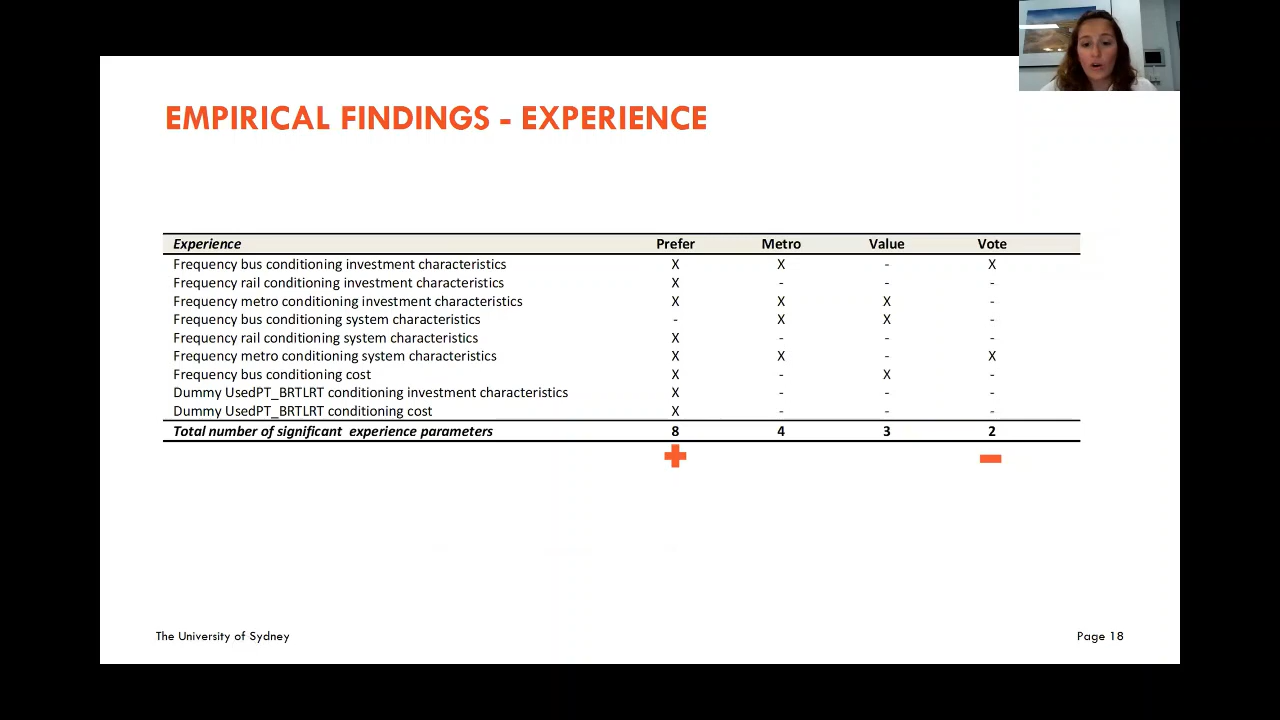 EMPIRICAL FINDINGS - EXPERIENCE
Experience Prefer Metro Value Vote
Frequency bus conditioning investment characteristics X X - X
Frequency rail conditioning investment characteristics X - - -
Frequency metro conditioning investment characteristics X X X -
Frequency bus conditioning system characteristics - X X -
Frequency rail conditioning system characteristics X - - -
Frequency metro conditioning system characteristics X X - X
Frequency bus conditioning cost X - X -
Dummy UsedPT_BRTLRT conditioning investment characteristics X - - -
Dummy UsedPT_BRTLRT conditioning cost X - - -
Total number of significant experience parameters 8 4 3 2
The University of Sydney Page 18